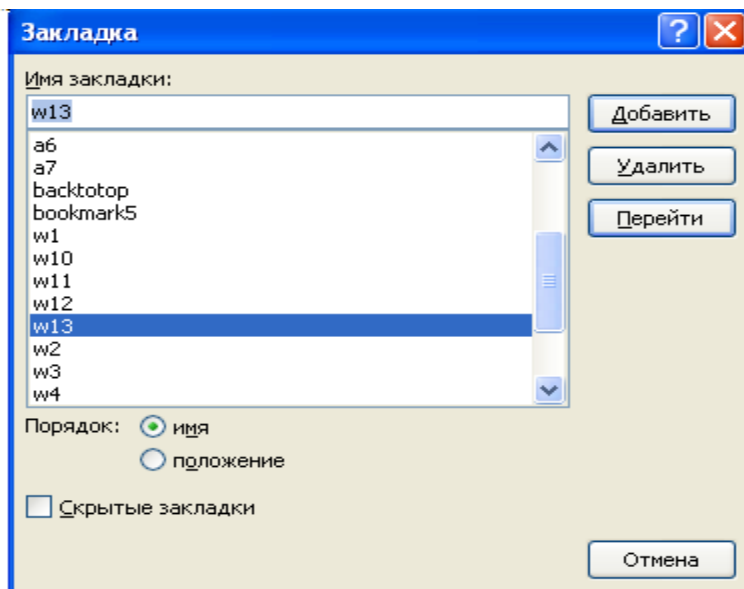 Закладка
Имя закладки:
w13
Добавить
a6
Удалить
a7
backtotop
bookmark5
Перейти
w1
w10
w11
w12
w13
w2
w3
w4
Порядок: имя
положение
Скрытые закладки
Отмена